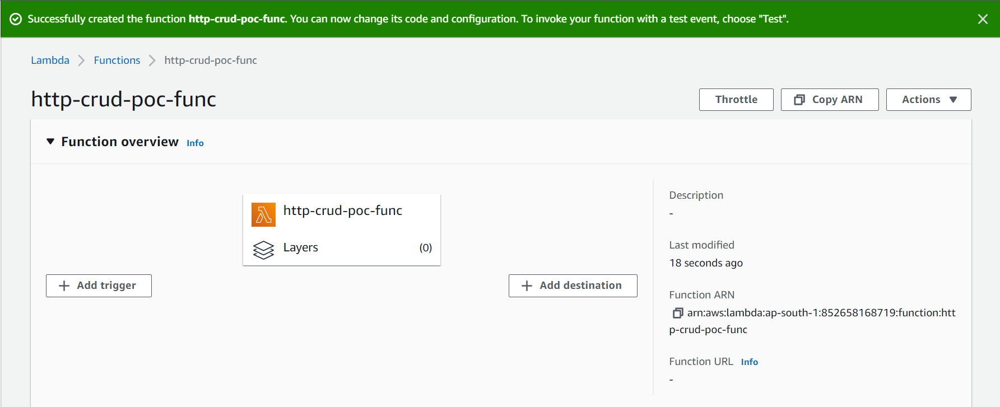 Successfully created the function http-crud-poc-func. You can now change its code and configuration. To invoke your function with a test event, choose "Test".
Lambda > Functions > http-crud-poc-func
http-crud-poc-func
Throttle
Copy ARN
Actions
Function overview Info
http-crud-poc-func
Layers (0)
Add trigger
Add destination
Description
-
Last modified
18 seconds ago
Function ARN
arn:aws:lambda:ap-south-1:852658168719:function:htt
p-crud-poc-func
Function URL Info
-